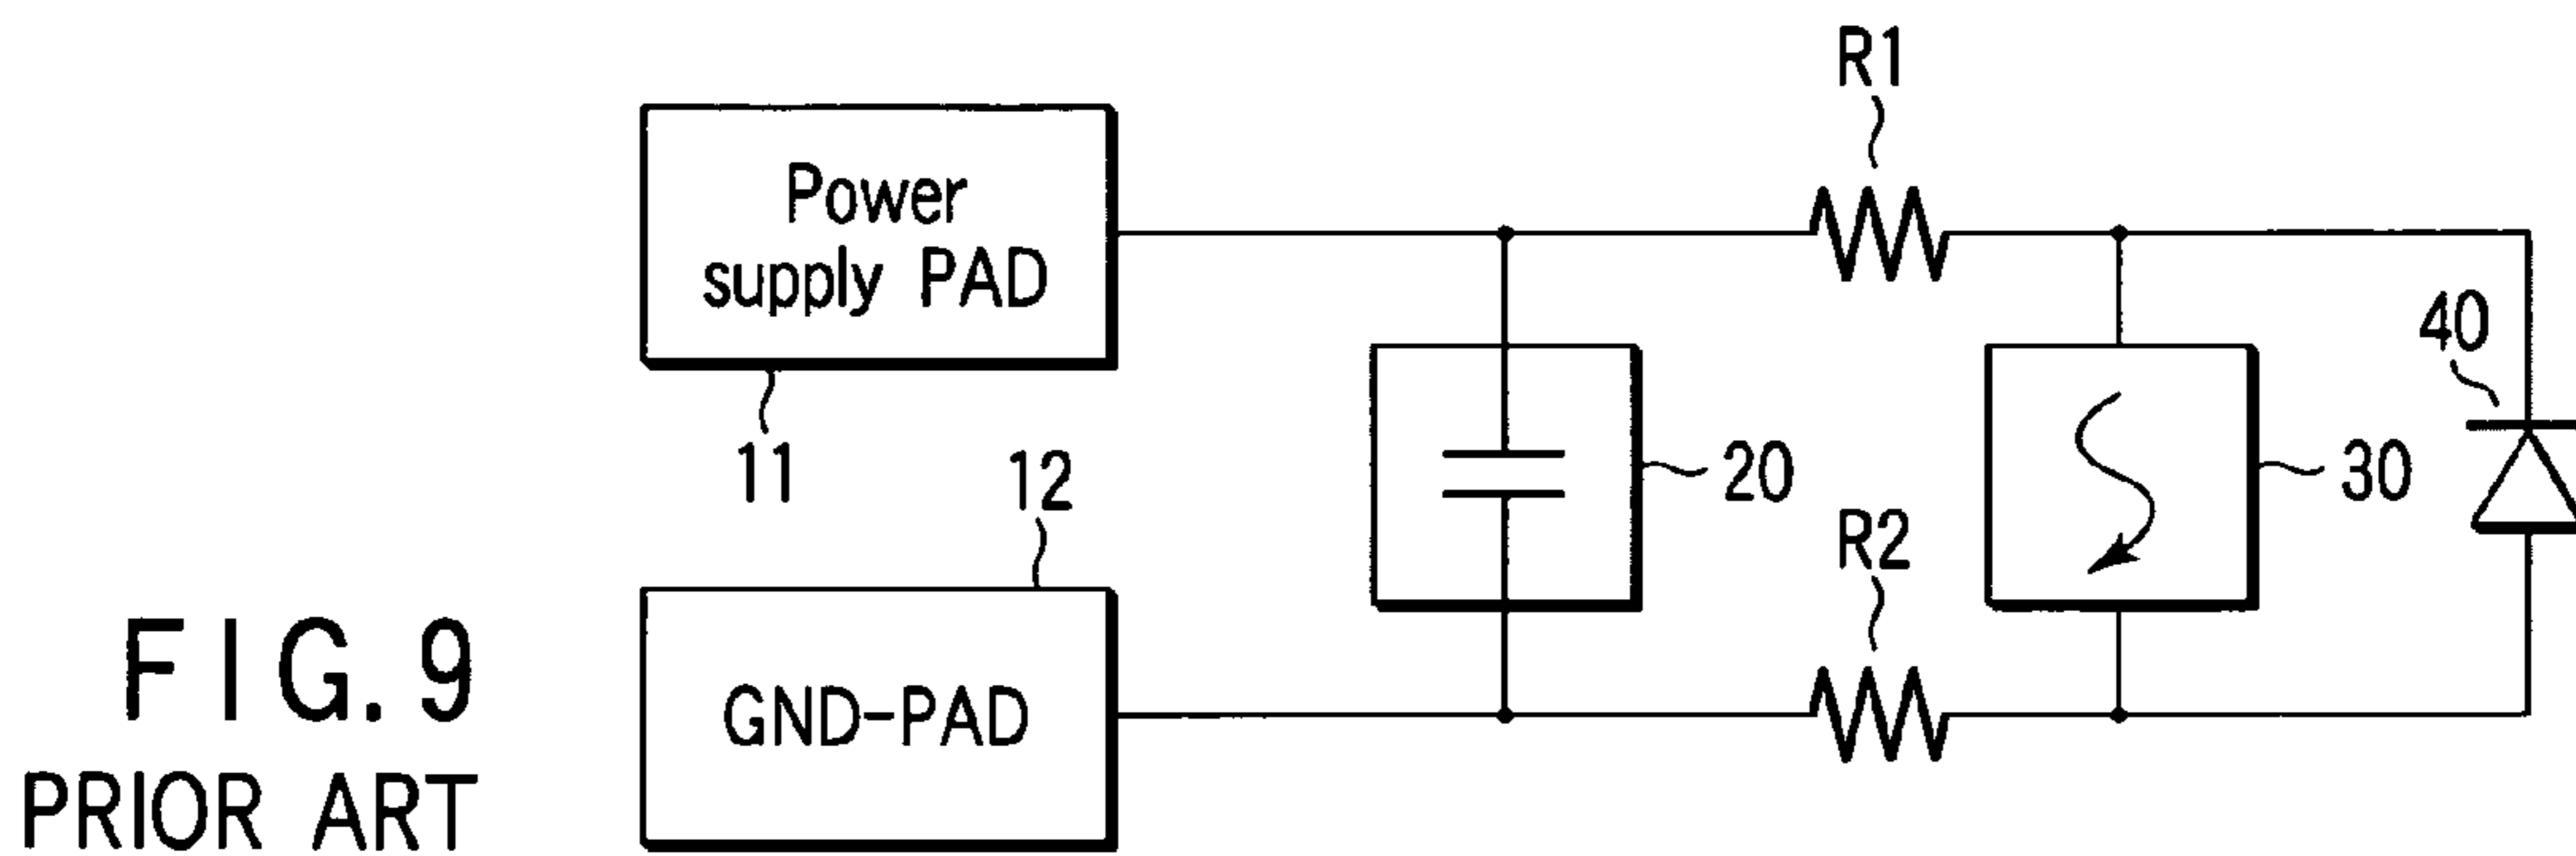 R1
Power
supply PAD
40
11
12
20
30
R2
GND-PAD
FIG. 9
PRIOR ART